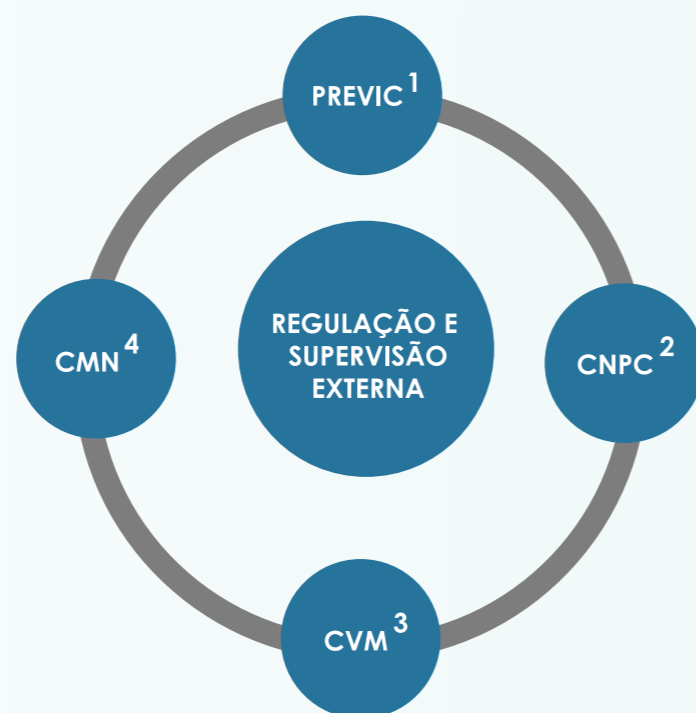 PREVIC 1
REGULAÇÃO E
SUPERVISÃO
EXTERNA
CMN 4
CNPC 2
CVM 3